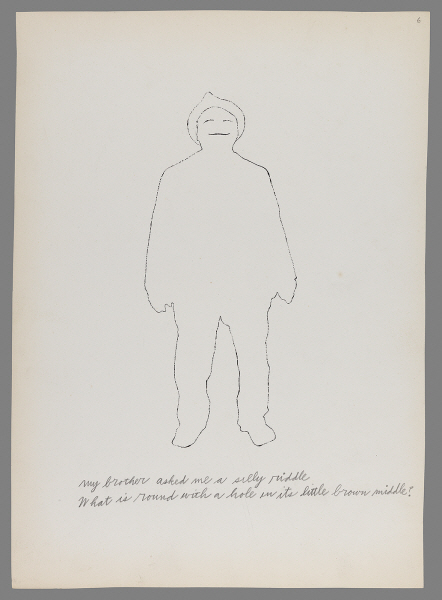 6
my brother asked me a silly riddle
What is round with a hole in its little brown middle?